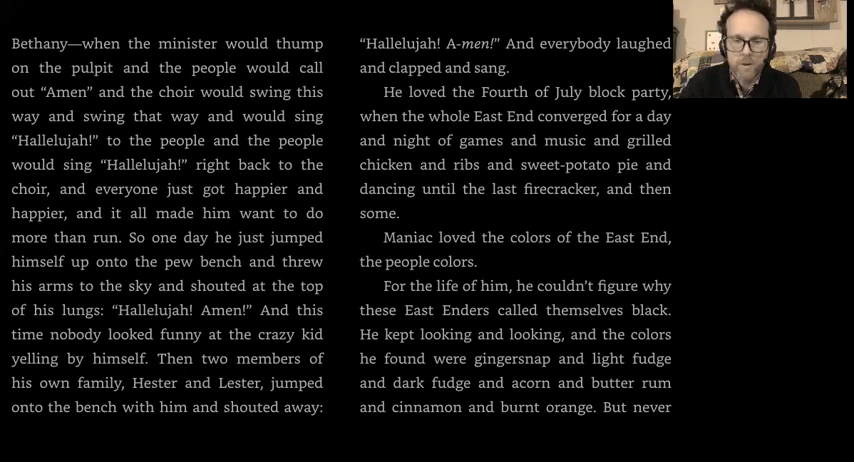 Bethany—when the minister would thump
on the pulpit and the people would call
out “Amen” and the choir would swing this
way and swing that way and would sing
“Hallelujah!” to the people and the people
would sing “Hallelujah!” right back to the
choir, and everyone just got happier and
happier, and it all made him want to do
more than run. So one day he just jumped
himself up onto the pew bench and threw
his arms to the sky and shouted at the top
of his lungs: “Hallelujah! Amen!” And this
time nobody looked funny at the crazy kid
yelling by himself. Then two members of
his own family, Hester and Lester, jumped
onto the bench with him and shouted away:
“Hallelujah! A-men!” And everybody laughed
and clapped and sang.
He loved the Fourth of July block party,
when the whole East End converged for a day
and night of games and music and grilled
chicken and ribs and sweet-potato pie and
dancing until the last firecracker, and then
some.
Maniac loved the colors of the East End,
the people colors.
For the life of him, he couldn’t figure why
these East Enders called themselves black.
He kept looking and looking, and the colors
he found were gingersnap and light fudge
and dark fudge and acorn and butter rum
and cinnamon and burnt orange. But never